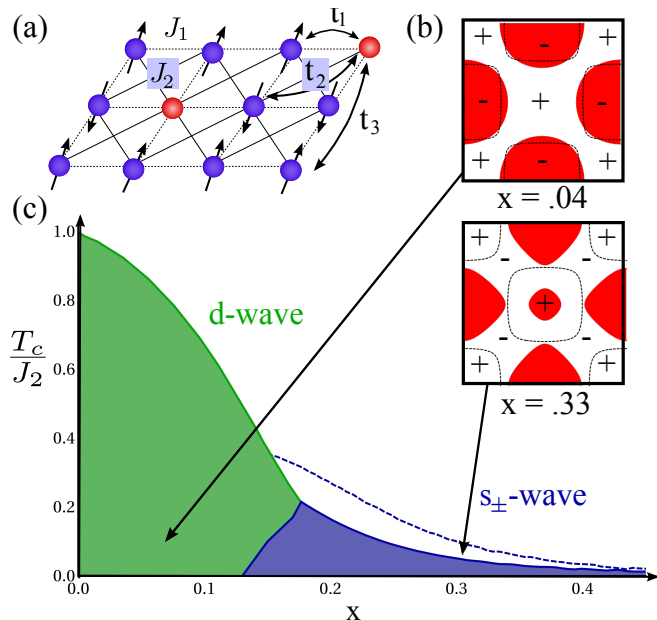 (a)
J₁
t₁
J₂
t₂
t₃
(b)
+ - +
- + -
+ - +
x = .04
+ +
- -
+
- -
+ +
x = .33
(c)
T_c/J₂
1.0
0.8
0.6
0.4
0.2
0.0
d-wave
s±-wave
0.0 0.1 0.2 0.3 0.4
x